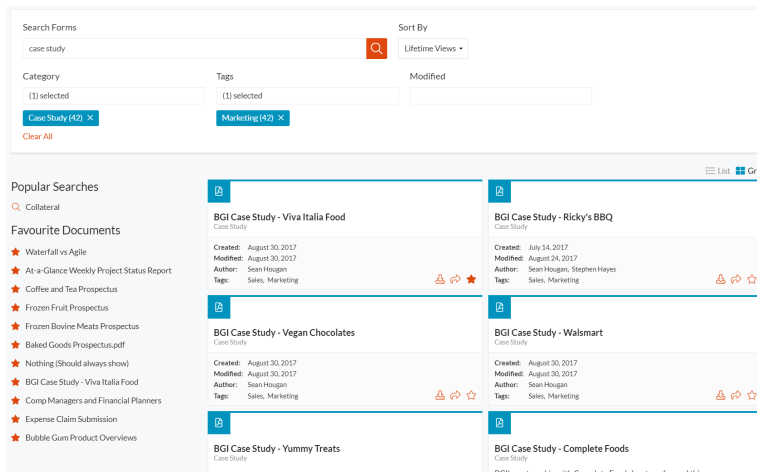 Search Forms
Sort By
case study
Lifetime Views
Category
Tags
Modified
(1) selected
(1) selected
Case Study (42) ×
Marketing (42) ×
Clear All
List
Gr
Popular Searches
Collateral
Favourite Documents
Waterfall vs Agile
At-a-Glance Weekly Project Status Report
Coffee and Tea Prospectus
Frozen Fruit Prospectus
Frozen Bovine Meats Prospectus
Baked Goods Prospectus.pdf
Nothing (Should always show)
BGI Case Study - Viva Italia Food
Comp Managers and Financial Planners
Expense Claim Submission
Bubble Gum Product Overviews
BGI Case Study - Viva Italia Food
Case Study
Created: August 30, 2017
Modified: August 30, 2017
Author: Sean Hougan
Tags: Sales, Marketing
BGI Case Study - Ricky's BBQ
Case Study
Created: July 14, 2017
Modified: August 24, 2017
Author: Sean Hougan, Stephen Hayes
Tags: Sales, Marketing
BGI Case Study - Vegan Chocolates
Case Study
Created: August 30, 2017
Modified: August 30, 2017
Author: Sean Hougan
Tags: Sales, Marketing
BGI Case Study - Walsmart
Case Study
Created: August 30, 2017
Modified: August 30, 2017
Author: Sean Hougan
Tags: Sales, Marketing
BGI Case Study - Yummy Treats
Case Study
BGI Case Study - Complete Foods
Case Study